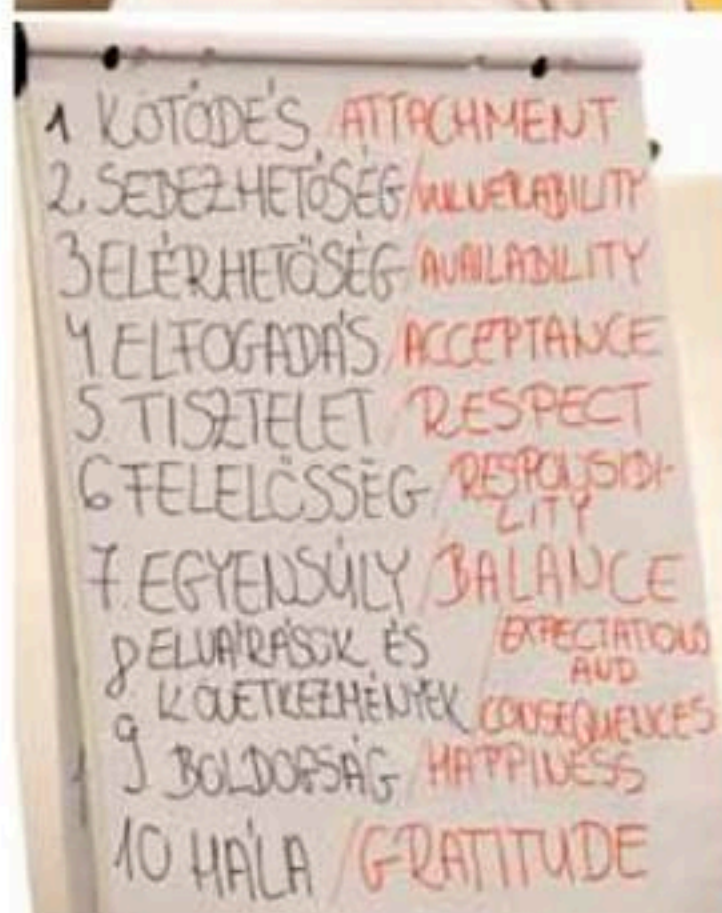 1 KÖTŐDÉS /ATTACHMENT
2. SEDEZHETŐSÉG/VULNERABILITY
3 ELÉRHETŐSÉG/AVAILABILITY
4 ELFOGADÁS/ACCEPTANCE
5 TISZTELET/RESPECT
6 FELELŐSSÉG/RESPONSIBI-
LITY
7. EGYENSÚLY/BALANCE
8 ELVÁRÁSOK ÉS /EXPECTATIONS
AND
KÖVETKEZMÉNYEK CONSEQUENCES
9 BOLDOGSÁG/HAPPINESS
10 HÁLA/GRATITUDE